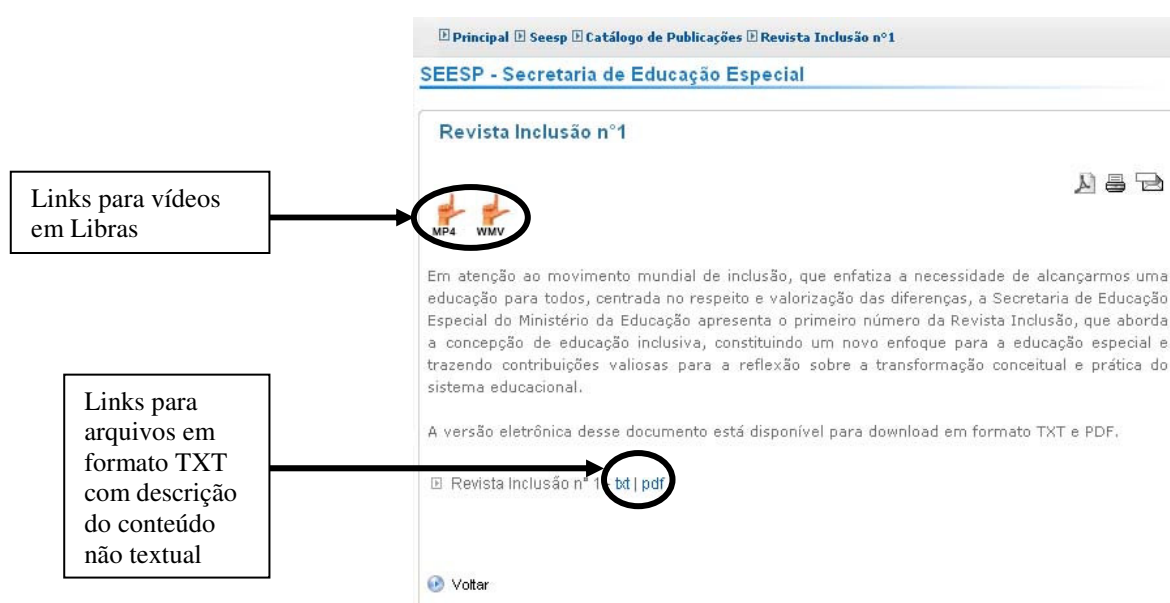 Principal Seesp Catálogo de Publicações Revista Inclusão n°1
SEESP - Secretaria de Educação Especial
Revista Inclusão n°1
Links para vídeos
em Libras
MP4 WMV
Em atenção ao movimento mundial de inclusão, que enfatiza a necessidade de alcançarmos uma
educação para todos, centrada no respeito e valorização das diferenças, a Secretaria de Educação
Especial do Ministério da Educação apresenta o primeiro número da Revista Inclusão, que aborda
a concepção de educação inclusiva, constituindo um novo enfoque para a educação especial e
trazendo contribuições valiosas para a reflexão sobre a transformação conceitual e prática do
sistema educacional.
A versão eletrônica desse documento está disponível para download em formato TXT e PDF.
Links para
arquivos em
formato TXT
com descrição
do conteúdo
não textual
Revista Inclusão n° 1 - txt | pdf
Voltar